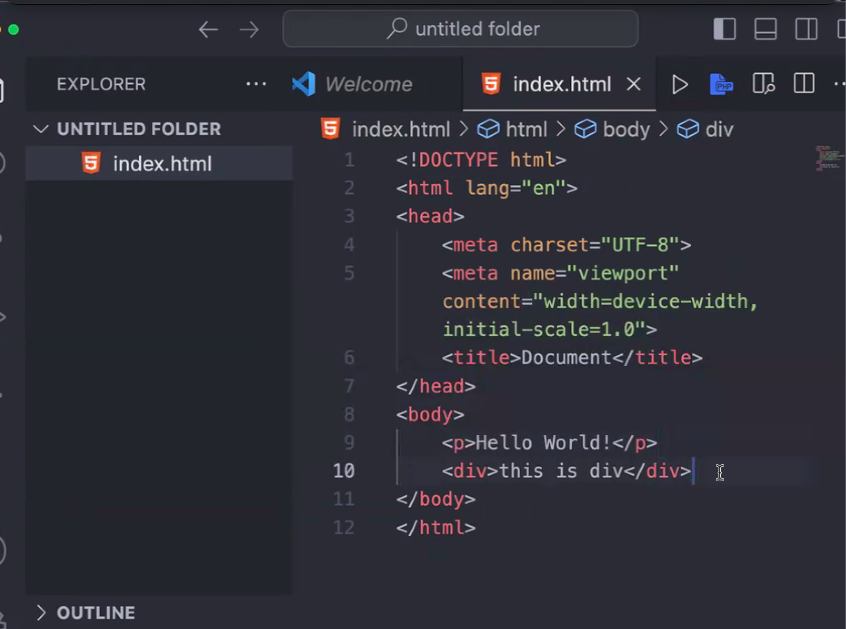 untitled folder
EXPLORER
Welcome
index.html
UNTITLED FOLDER
index.html
index.html > html > body > div
1 <!DOCTYPE html>
2 <html lang="en">
3 <head>
4     <meta charset="UTF-8">
5     <meta name="viewport"
    content="width=device-width,
    initial-scale=1.0">
6     <title>Document</title>
7 </head>
8 <body>
9     <p>Hello World!</p>
10     <div>this is div</div>
11 </body>
12 </html>
OUTLINE